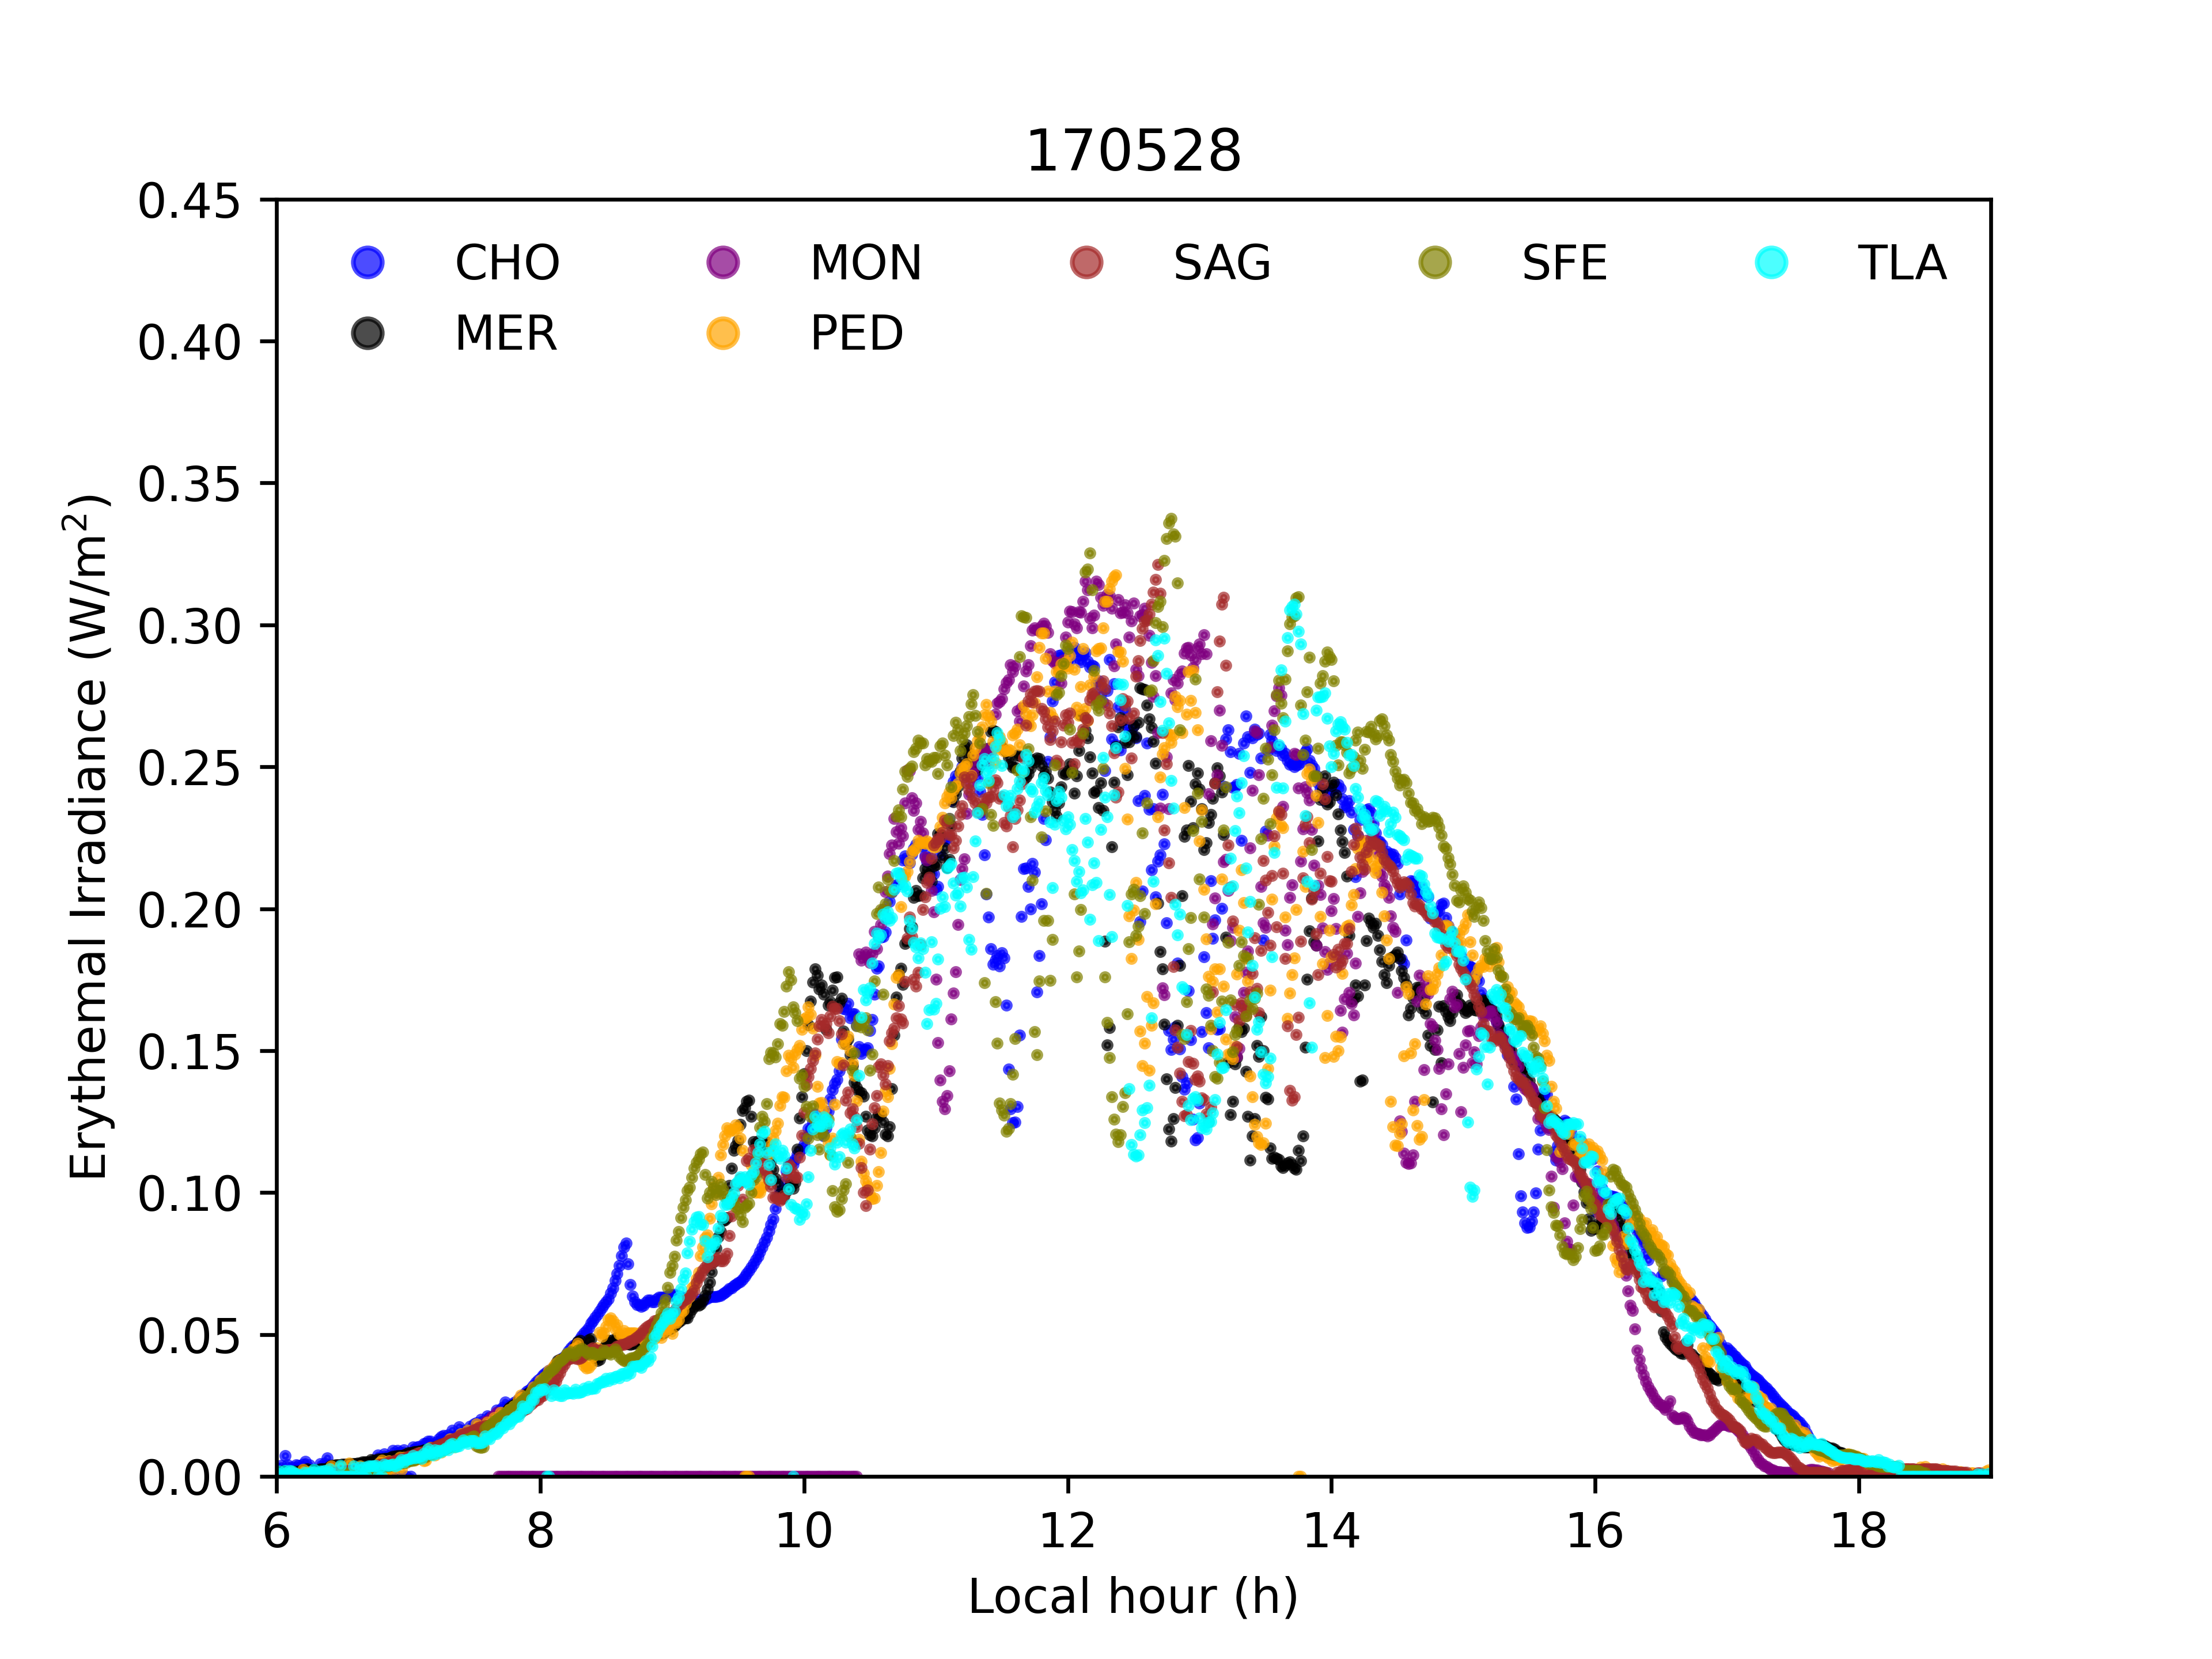 170528
Erythemal Irradiance (W/m²)
0.45
0.40
0.35
0.30
0.25
0.20
0.15
0.10
0.05
0.00
CHO MON SAG SFE TLA
MER PED
6 8 10 12 14 16 18
Local hour (h)